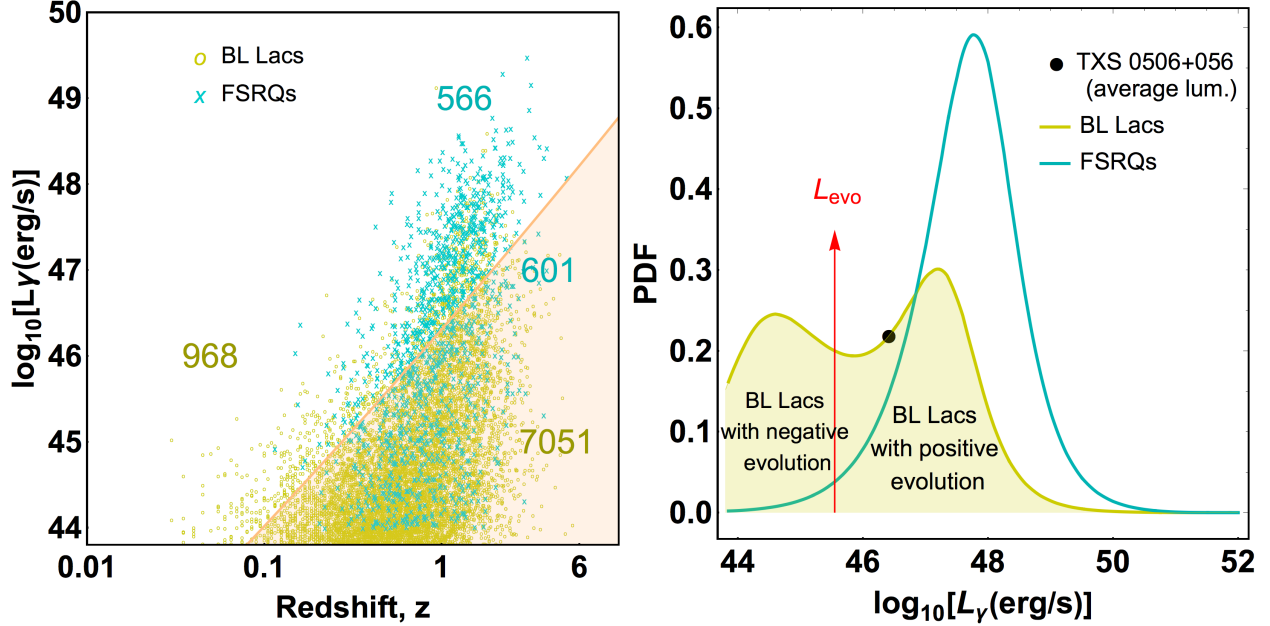 50
49
48
47
46
45
44
log10[Lγ(erg/s)]
o BL Lacs
x FSRQs
566
601
968
7051
0.01 0.1 1 6
Redshift, z
0.6
0.5
0.4
0.3
0.2
0.1
0.0
PDF
TXS 0506+056
(average lum.)
BL Lacs
FSRQs
Levo
BL Lacs
with negative
evolution
BL Lacs
with positive
evolution
44 46 48 50 52
log10[Lγ(erg/s)]